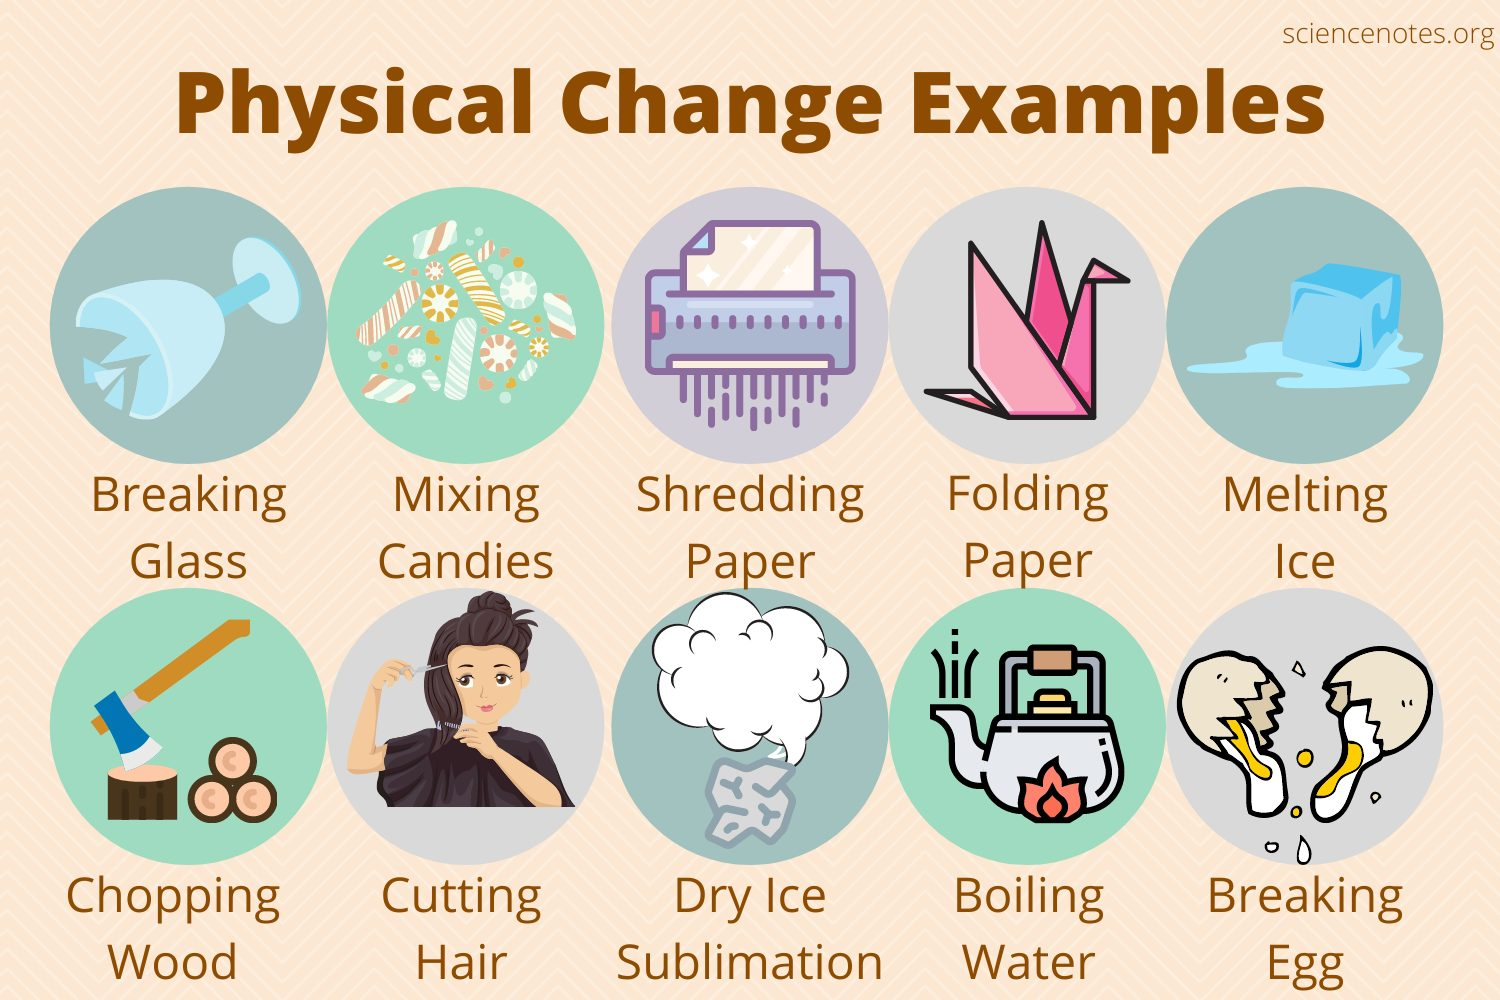 sciencenotes.org
Physical Change Examples
Breaking
Glass
Mixing
Candies
Shredding
Paper
Folding
Paper
Melting
Ice
Chopping
Wood
Cutting
Hair
Dry Ice
Sublimation
Boiling
Water
Breaking
Egg